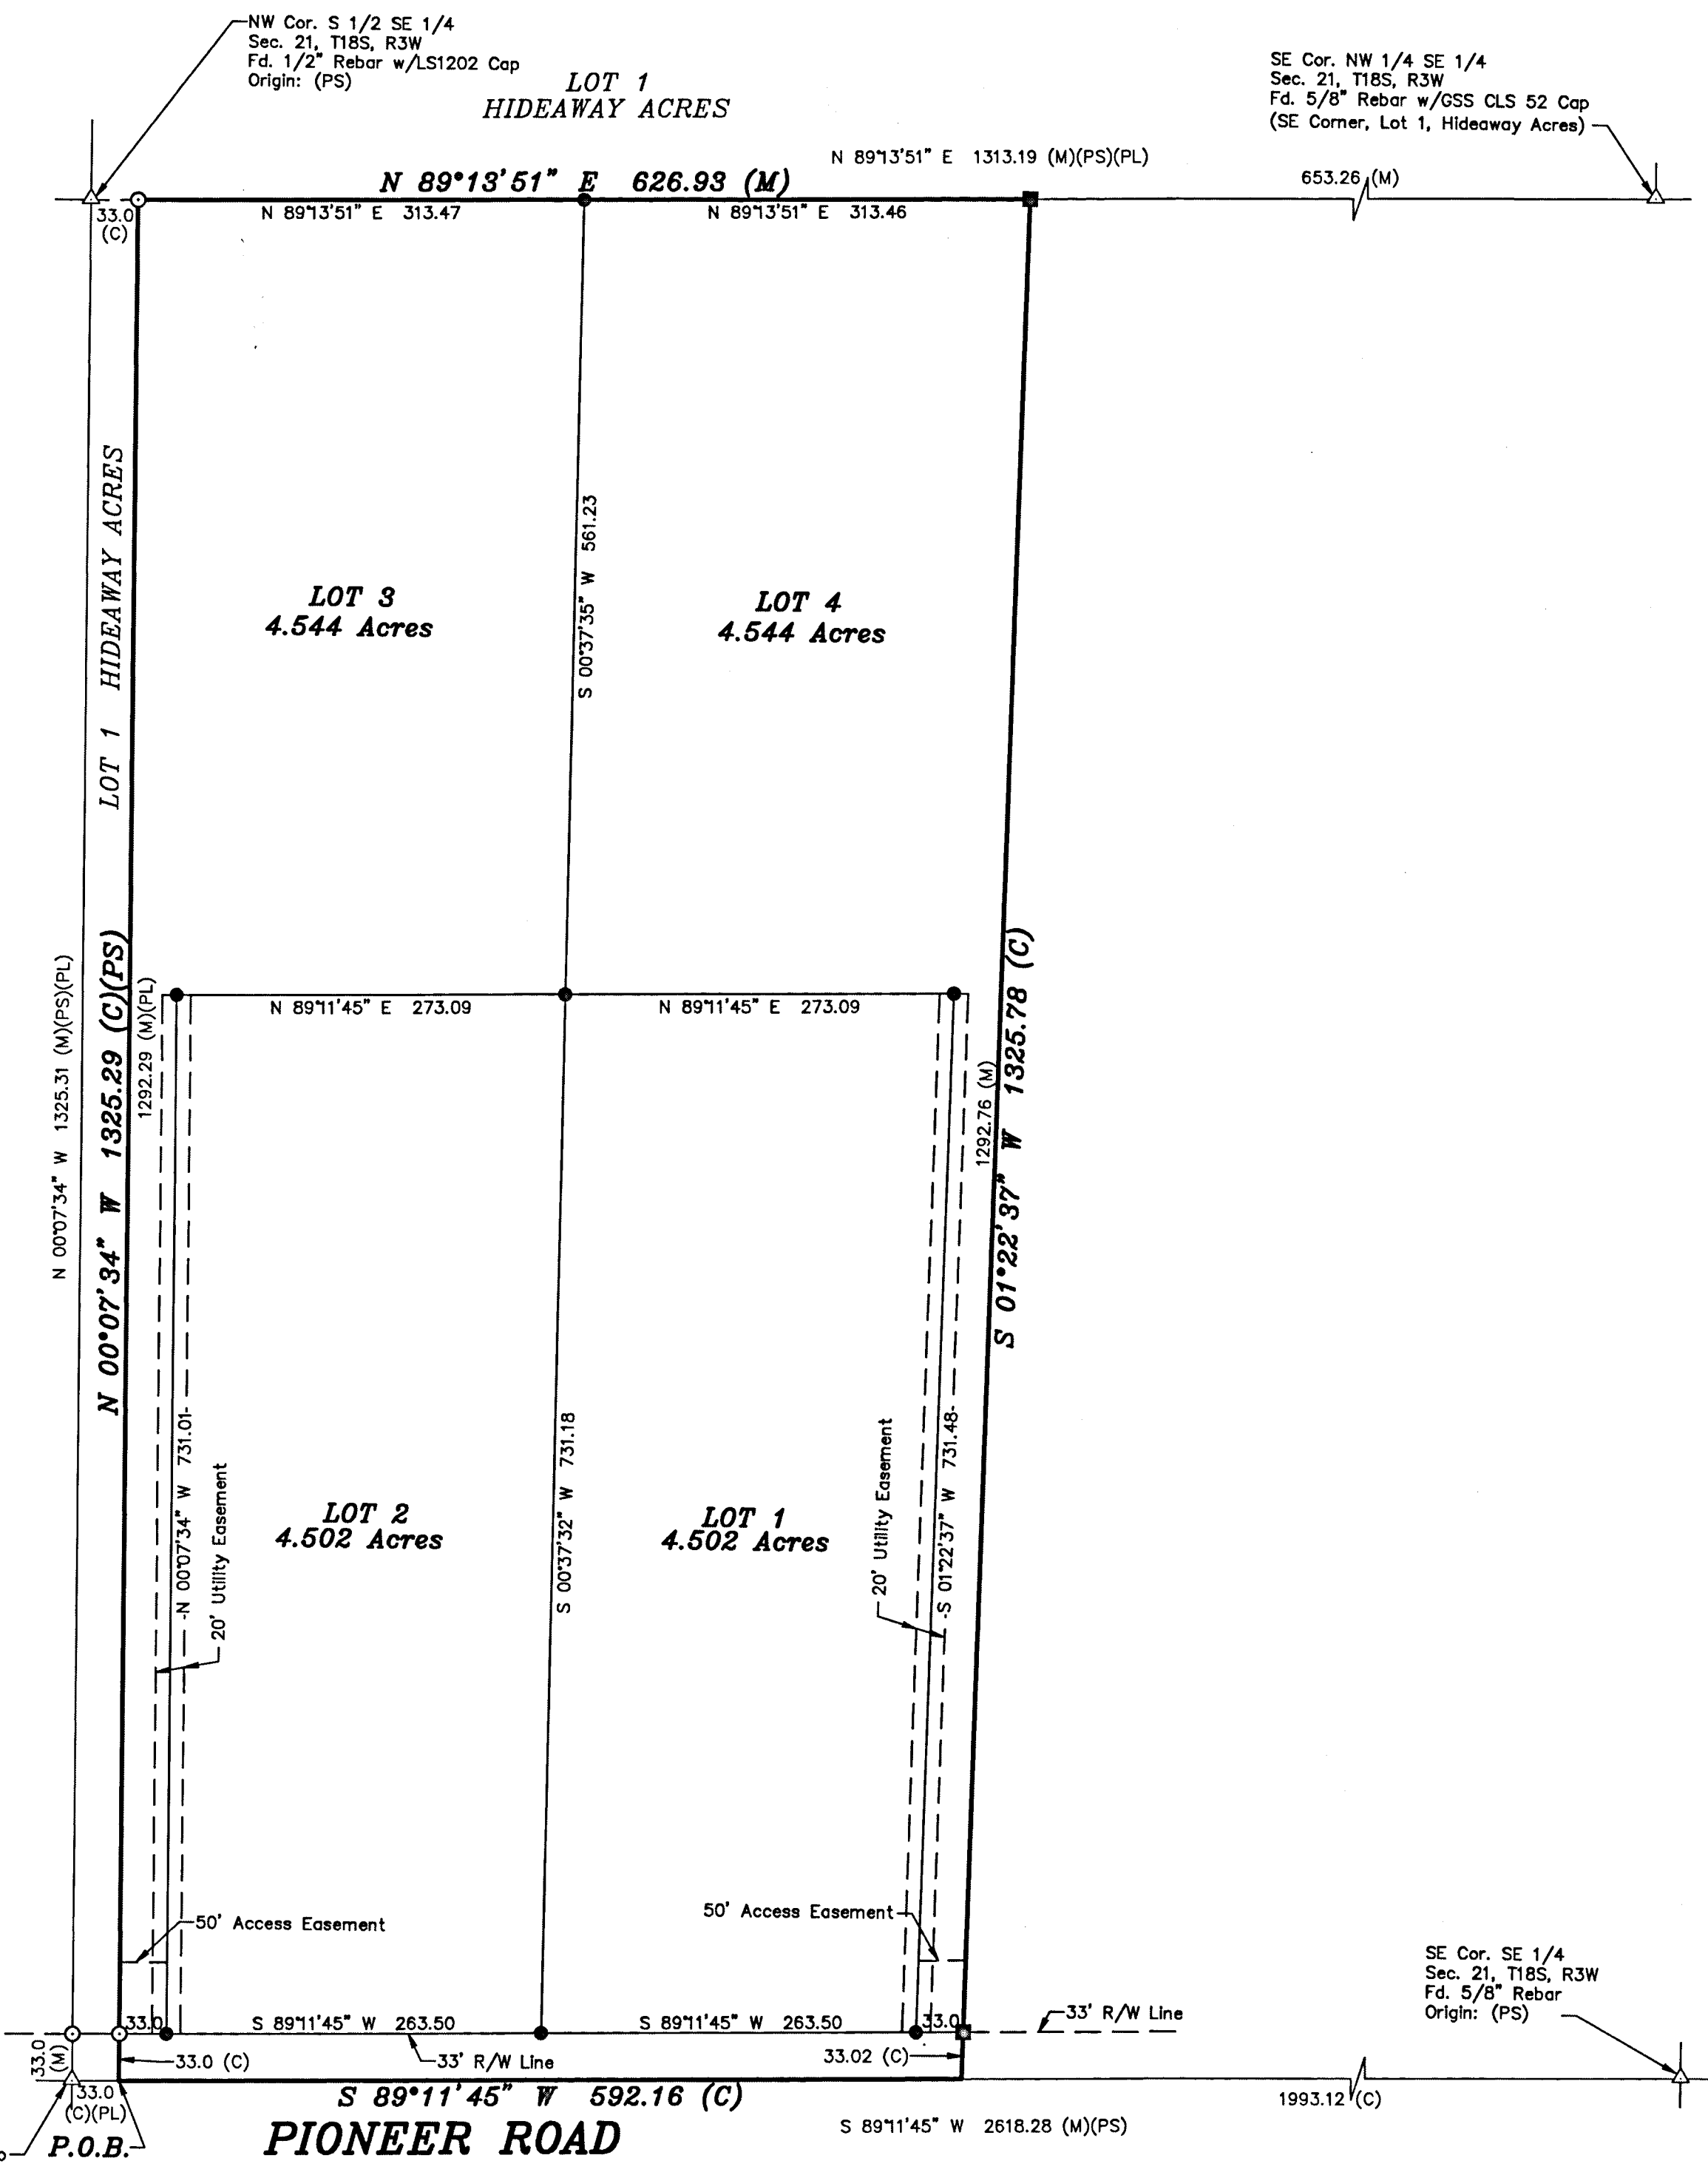 NW Cor. S 1/2 SE 1/4
Sec. 21, T18S, R3W
Fd. 1/2" Rebar w/LS1202 Cap
Origin: (PS)
LOT 1
HIDEAWAY ACRES
SE Cor. NW 1/4 SE 1/4
Sec. 21, T18S, R3W
Fd. 5/8" Rebar w/GSS CLS 52 Cap
(SE Corner, Lot 1, Hideaway Acres)
N 89°13'51" E 1313.19 (M)(PS)(PL)
N 89°13'51" E 626.93 (M)
653.26 (M)
33.0
(C)
N 89°13'51" E 313.47
N 89°13'51" E 313.46
LOT 1 HIDEAWAY ACRES
S 00°37'35" W 561.23
LOT 3
4.544 Acres
LOT 4
4.544 Acres
N 00°07'34" W 1325.31 (M)(PS)(PL)
N 00°07'34" W 1325.29 (C)(PS)
1292.29 (M)(PL)
N 89°11'45" E 273.09
N 89°11'45" E 273.09
1292.76 (M)
S 01°22'37" W 1325.78 (C)
N 00°07'34" W 731.01
20' Utility Easement
LOT 2
4.502 Acres
S 00°37'32" W 731.18
LOT 1
4.502 Acres
20' Utility Easement
S 01°22'37" W 731.48
50' Access Easement
50' Access Easement
SE Cor. SE 1/4
Sec. 21, T18S, R3W
Fd. 5/8" Rebar
Origin: (PS)
33.0
S 89°11'45" W 263.50
S 89°11'45" W 263.50
33.0
33' R/W Line
33.0
(M)
33.0 (C)
33' R/W Line
33.02 (C)
33.0
(C)(PL)
S 89°11'45" W 592.16 (C)
1993.12 (C)
P.O.B.
PIONEER ROAD
S 89°11'45" W 2618.28 (M)(PS)